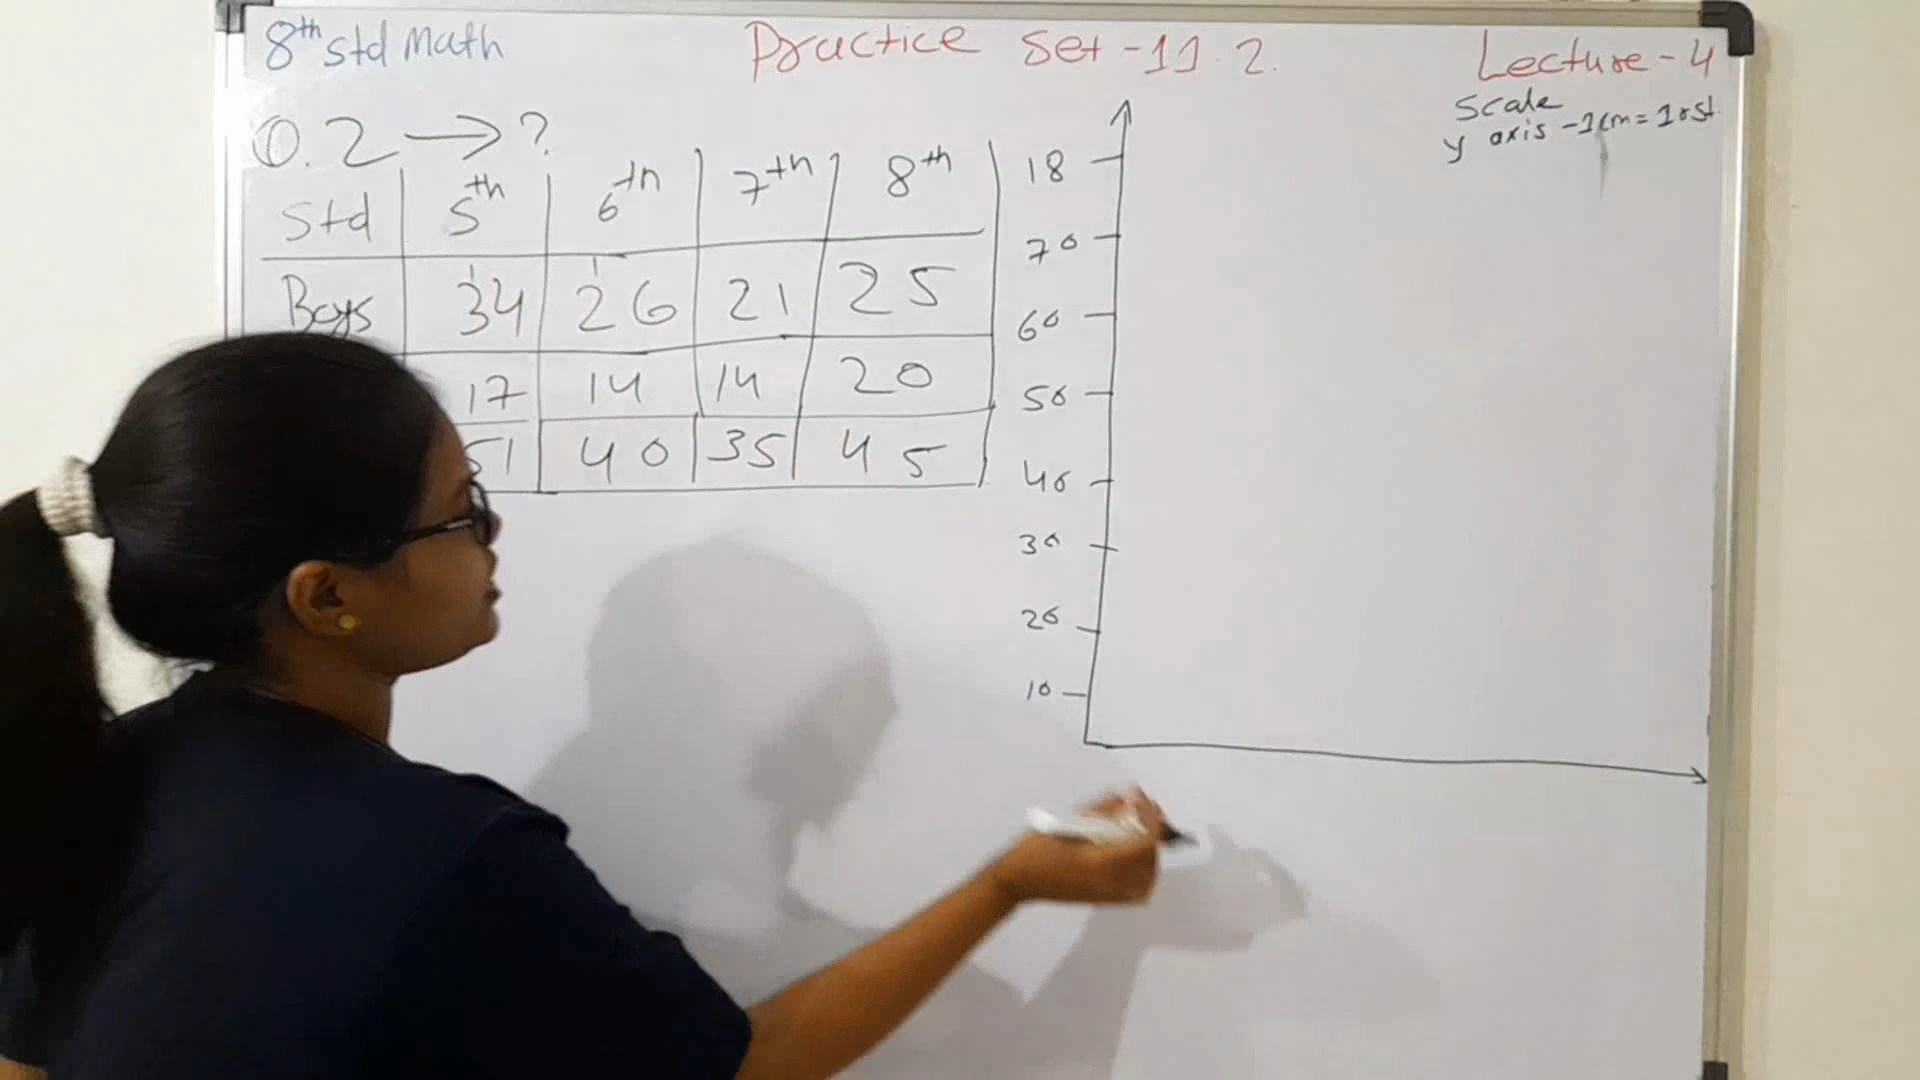 8th std Math
Practice Set -11.2.
Lecture - 4
Scale
y axis -1cm = 10st.
Q.2 → ?
Std 5th 6th 7th 8th
Boys 34 26 21 25
17 14 14 20
51 40 35 45
18
70
60
50
40
30
20
10